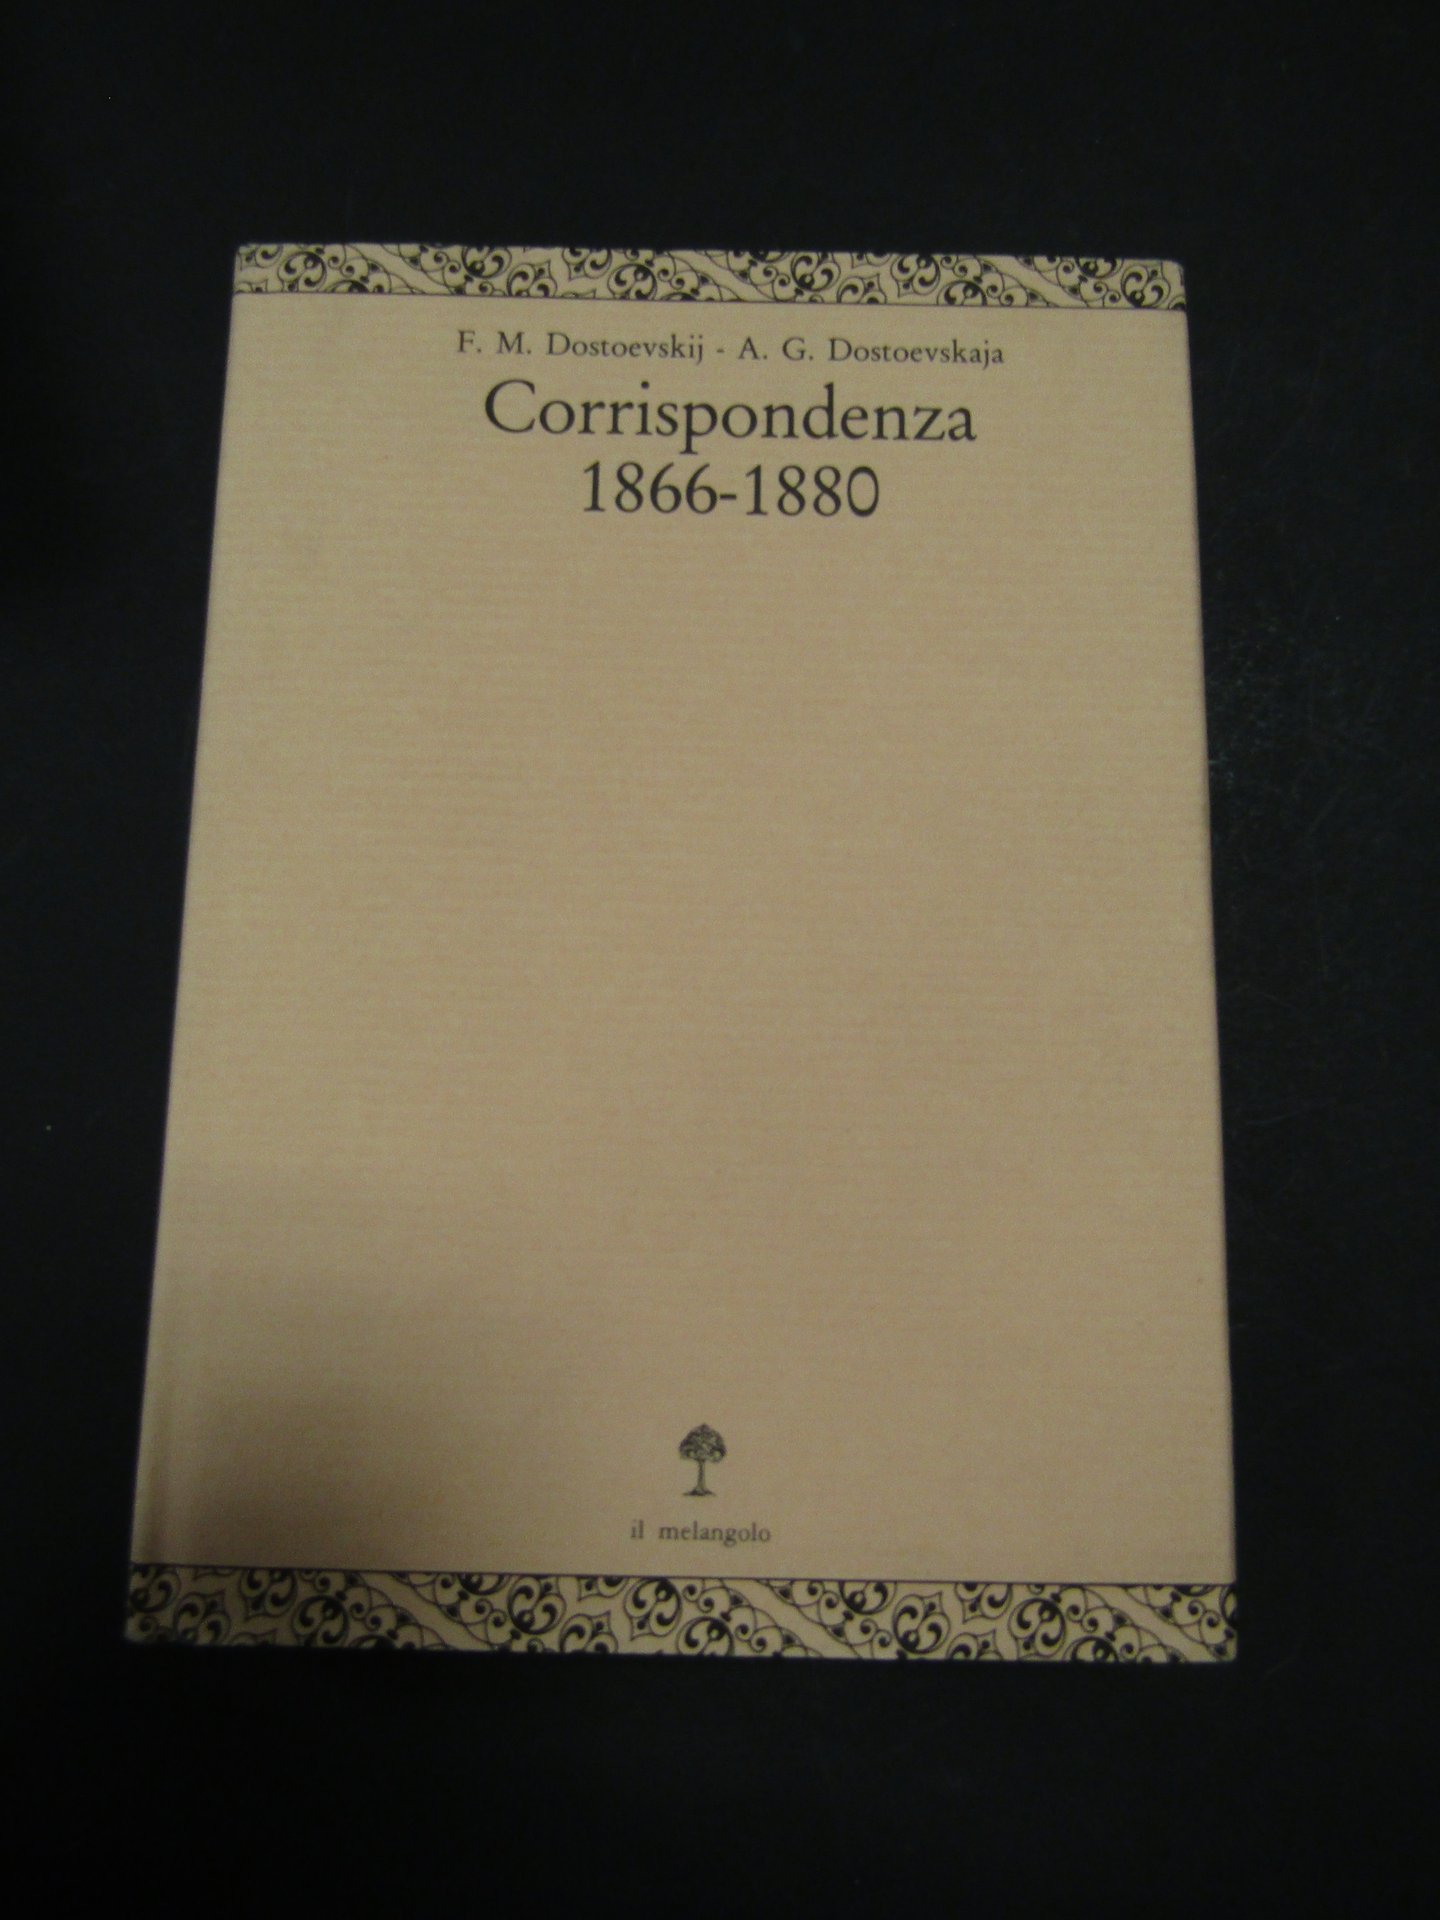 F. M. Dostoevskij - A. G. Dostoevskaja
Corrispondenza
1866-1880
il melangolo